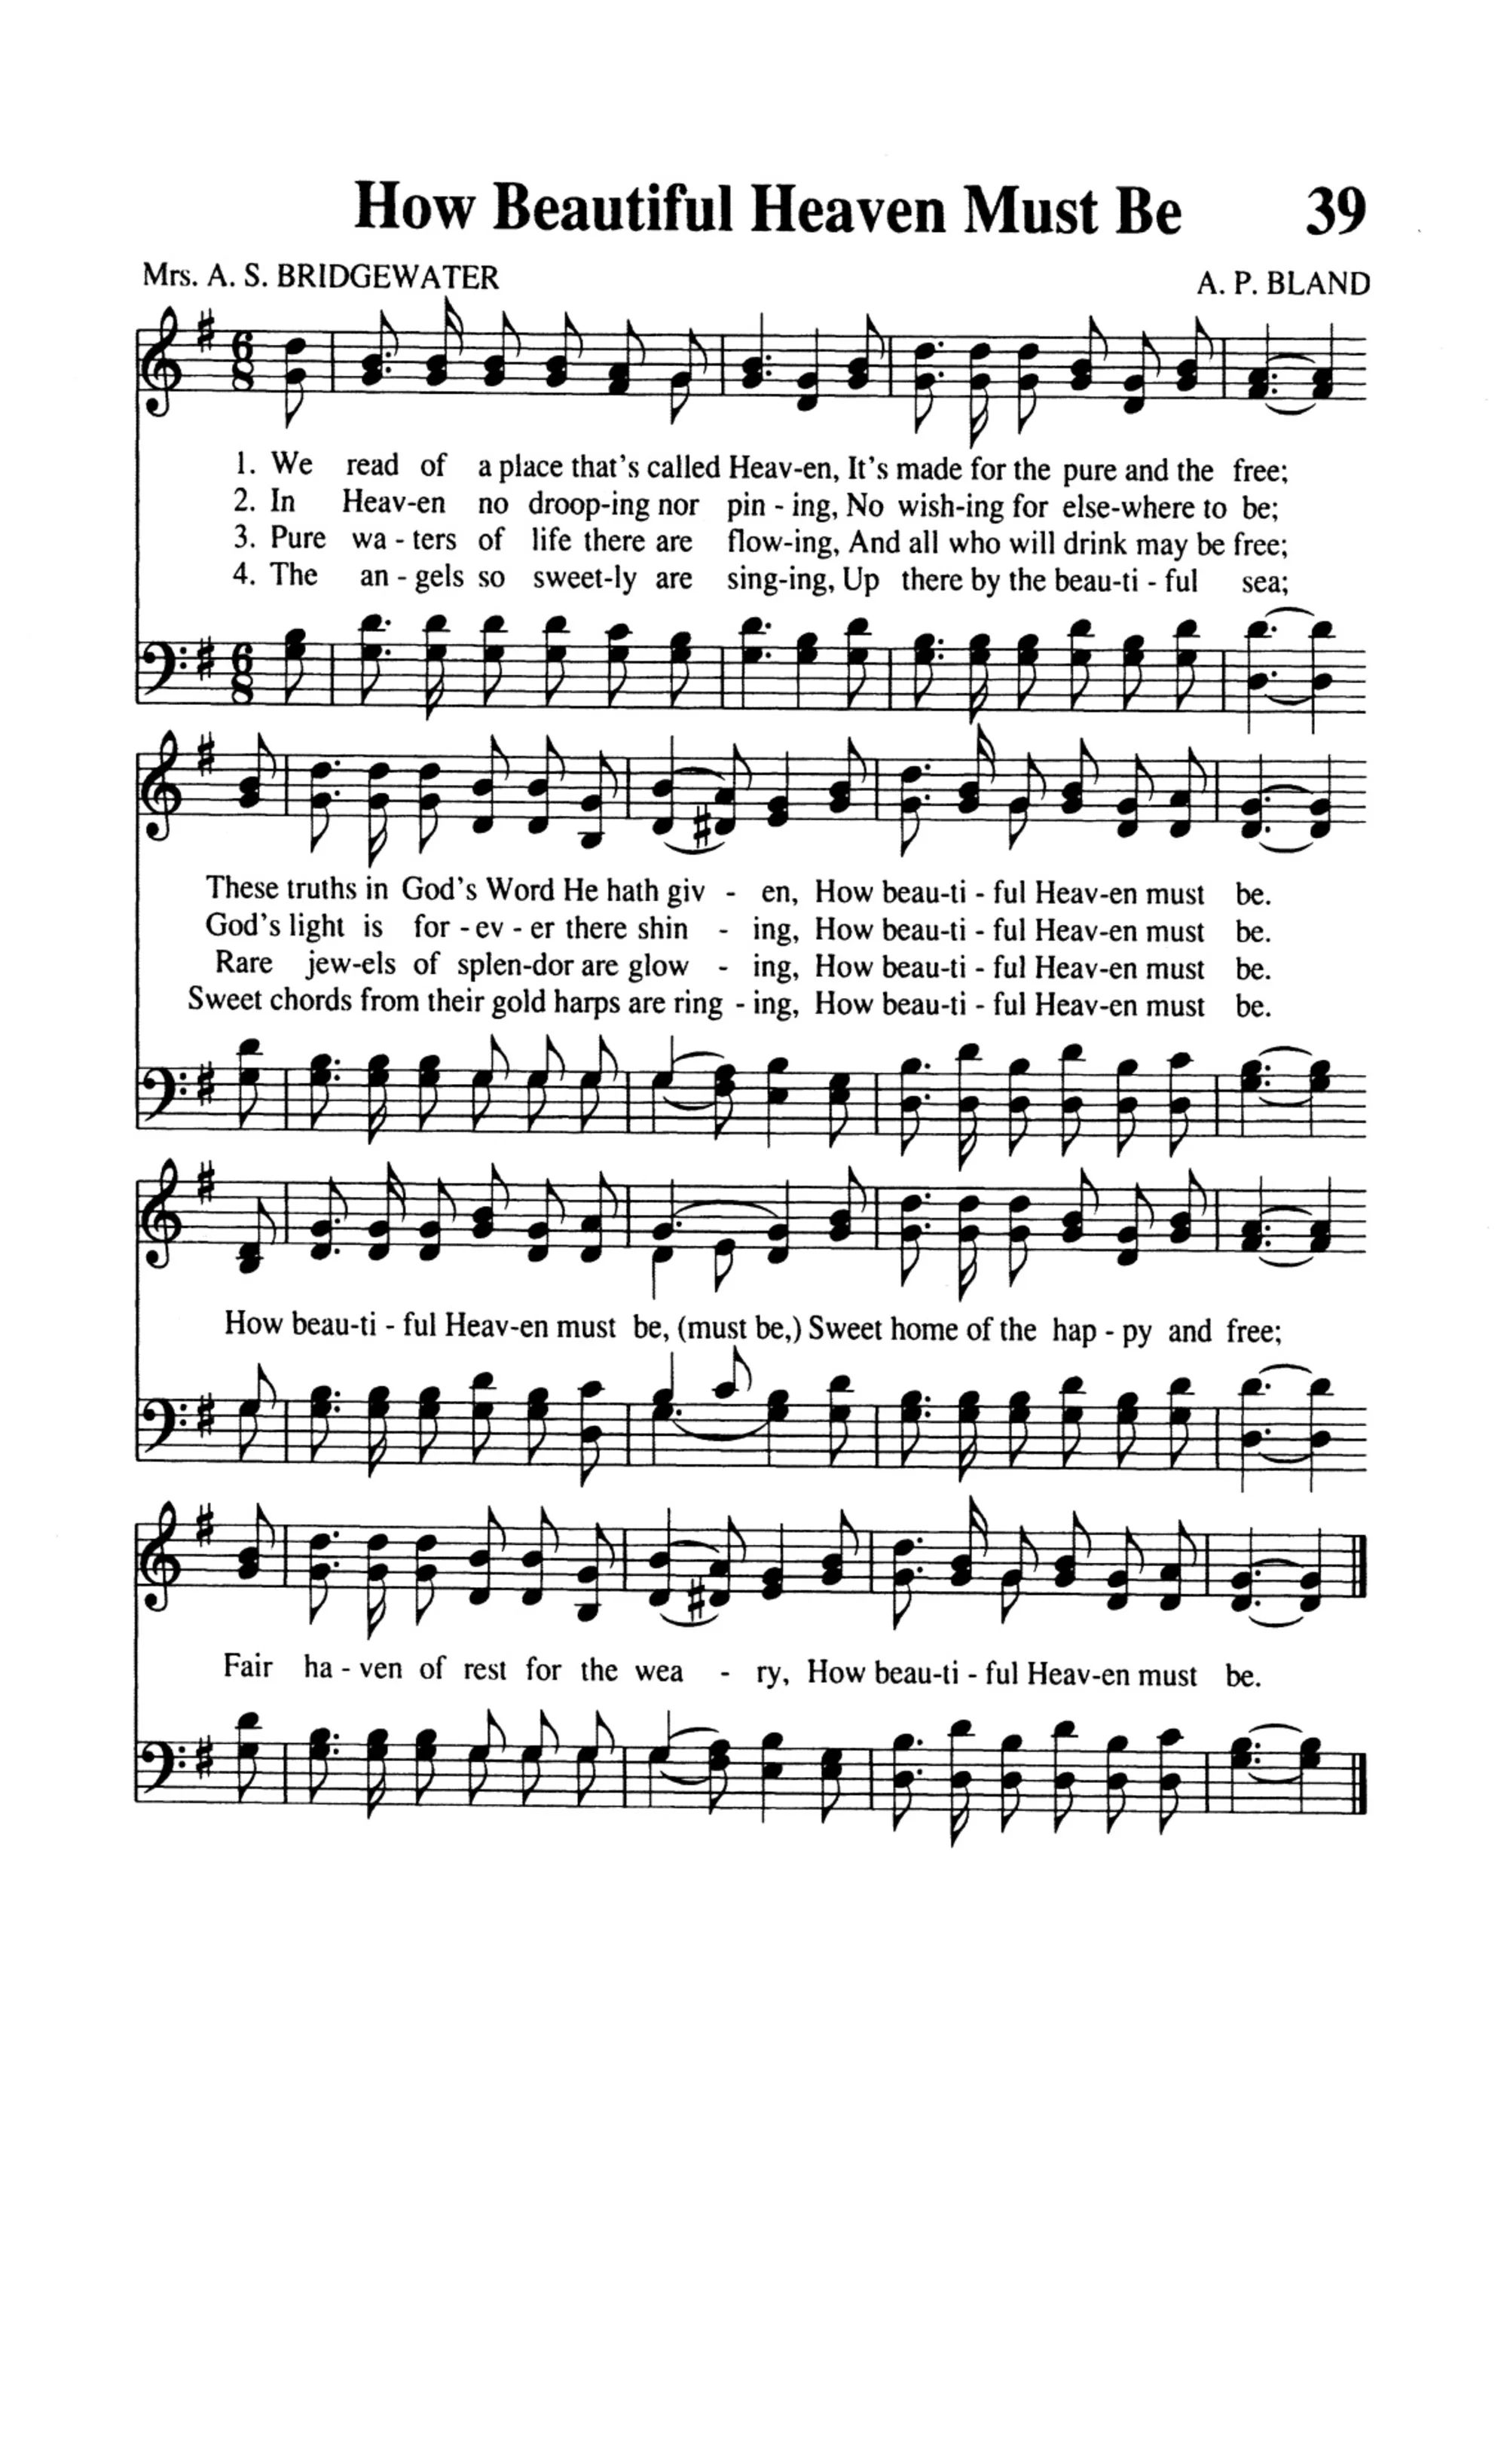 How Beautiful Heaven Must Be 39
Mrs. A. S. BRIDGEWATER A. P. BLAND
1. We read of a place that's called Heav-en, It's made for the pure and the free;
2. In Heav-en no droop-ing nor pin - ing, No wish-ing for else-where to be;
3. Pure wa - ters of life there are flow-ing, And all who will drink may be free;
4. The an - gels so sweet-ly are sing-ing, Up there by the beau-ti - ful sea;
These truths in God's Word He hath giv - en, How beau-ti - ful Heav-en must be.
God's light is for - ev - er there shin - ing, How beau-ti - ful Heav-en must be.
Rare jew-els of splen-dor are glow - ing, How beau-ti - ful Heav-en must be.
Sweet chords from their gold harps are ring - ing, How beau-ti - ful Heav-en must be.
How beau-ti - ful Heav-en must be, (must be,) Sweet home of the hap - py and free;
Fair ha - ven of rest for the wea - ry, How beau-ti - ful Heav-en must be.